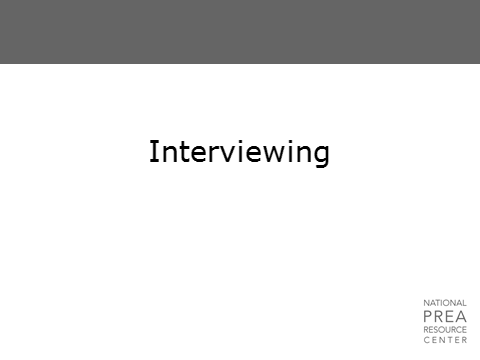 Interviewing
NATIONAL
PREA
RESOURCE
CENTER